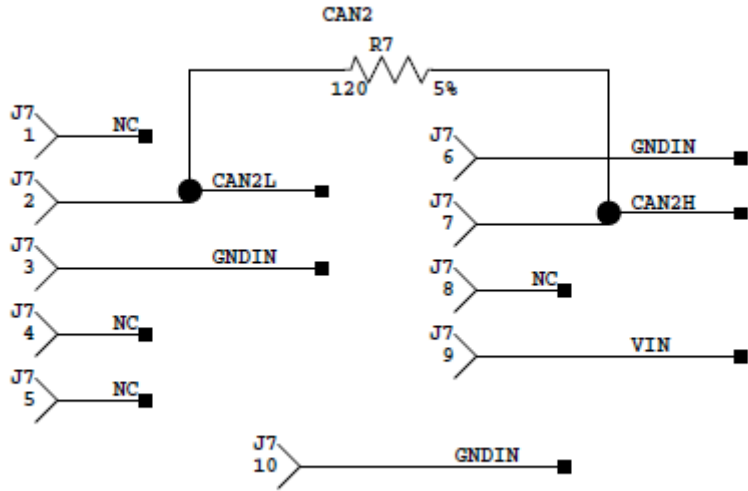 CAN2
R7
120 5%
J7
1 NC
J7
2 CAN2L
J7
3 GNDIN
J7
4 NC
J7
5 NC
J7
6 GNDIN
J7
7 CAN2H
J7
8 NC
J7
9 VIN
J7
10 GNDIN